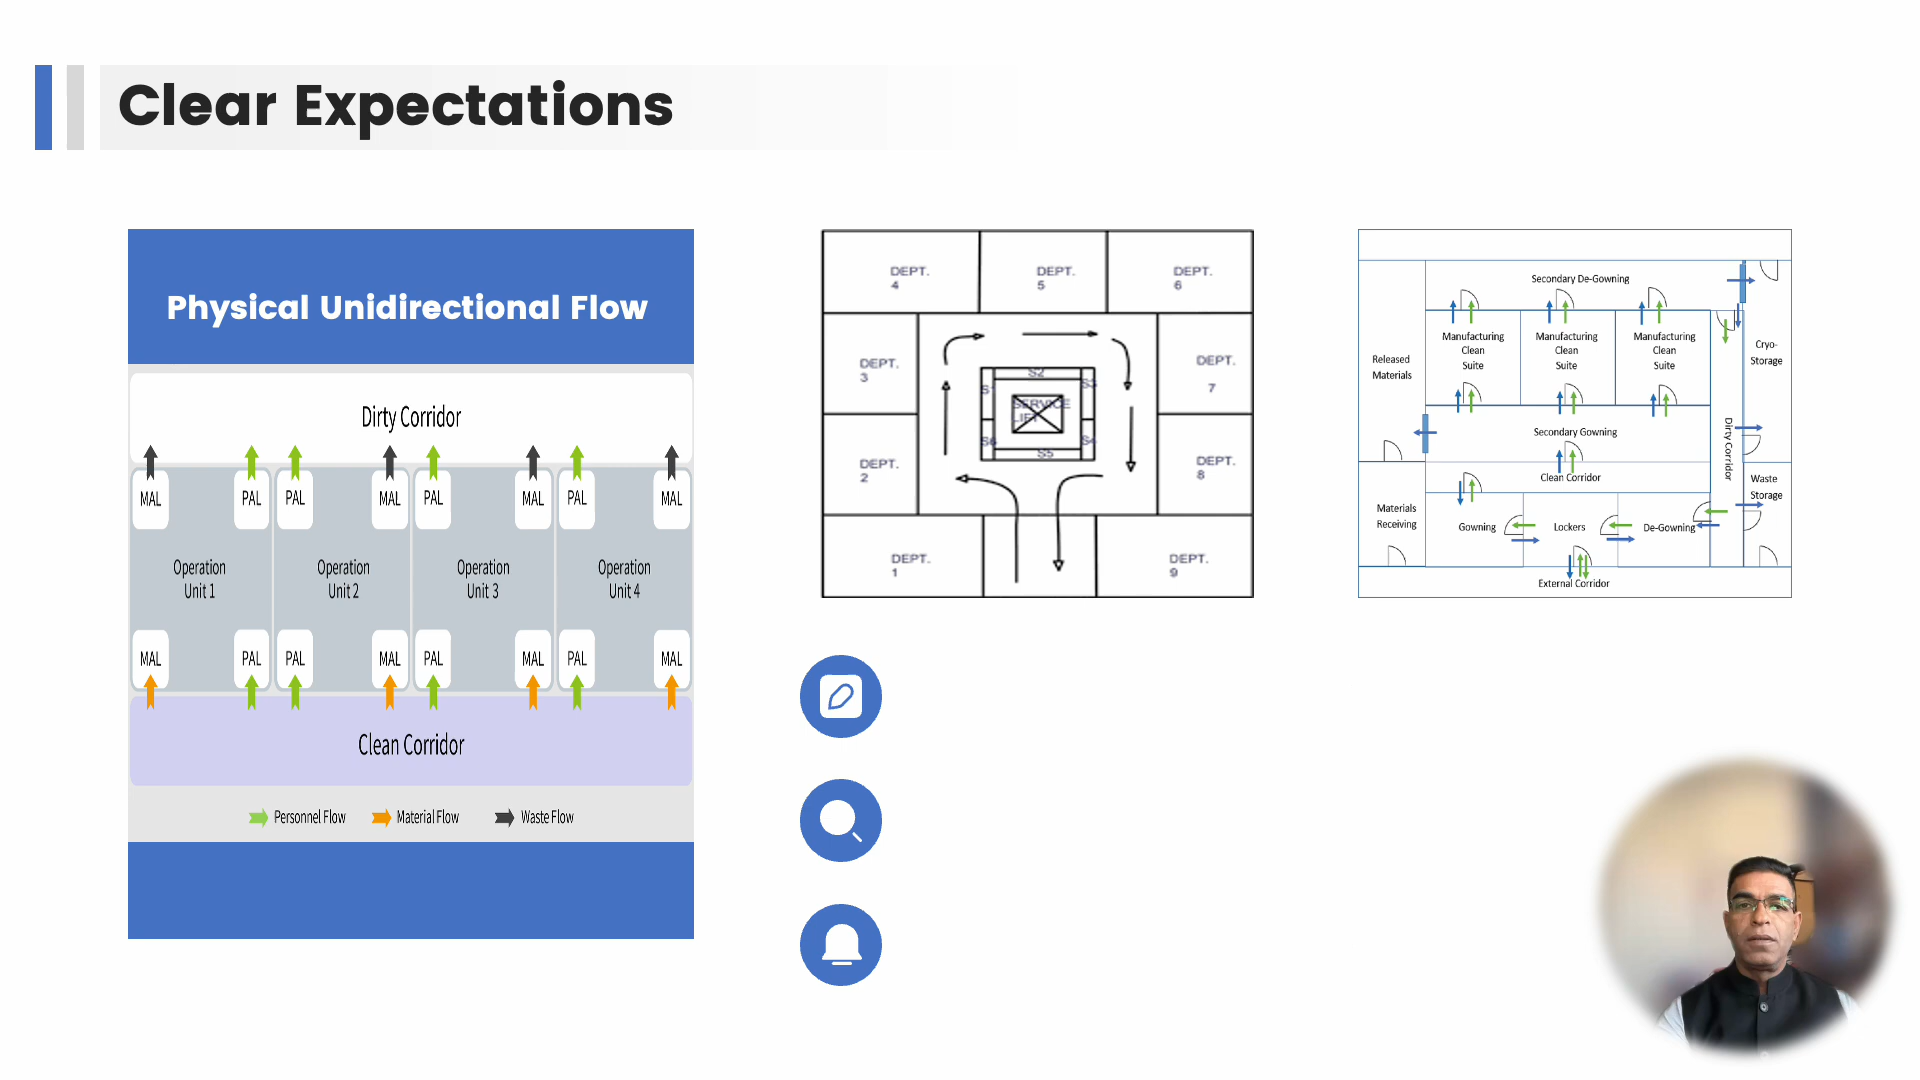 Clear Expectations
Physical Unidirectional Flow
Dirty Corridor
MAL PAL PAL MAL PAL MAL PAL MAL
Operation
Unit 1
Operation
Unit 2
Operation
Unit 3
Operation
Unit 4
MAL PAL PAL MAL PAL MAL PAL MAL
Clean Corridor
Personnel Flow Material Flow Waste Flow
DEPT.
4
DEPT.
5
DEPT.
6
DEPT.
3
DEPT.
7
S2
SERVICE
S5
DEPT.
2
DEPT.
8
DEPT.
1
DEPT.
9
Secondary De-Gowning
Manufacturing
Clean
Suite
Manufacturing
Clean
Suite
Manufacturing
Clean
Suite
Released
Materials
Cryo-
Storage
Secondary Gowning
Dirty Corridor
Clean Corridor
Waste
Storage
Materials
Receiving
Gowning
Lockers
De-Gowning
External Corridor